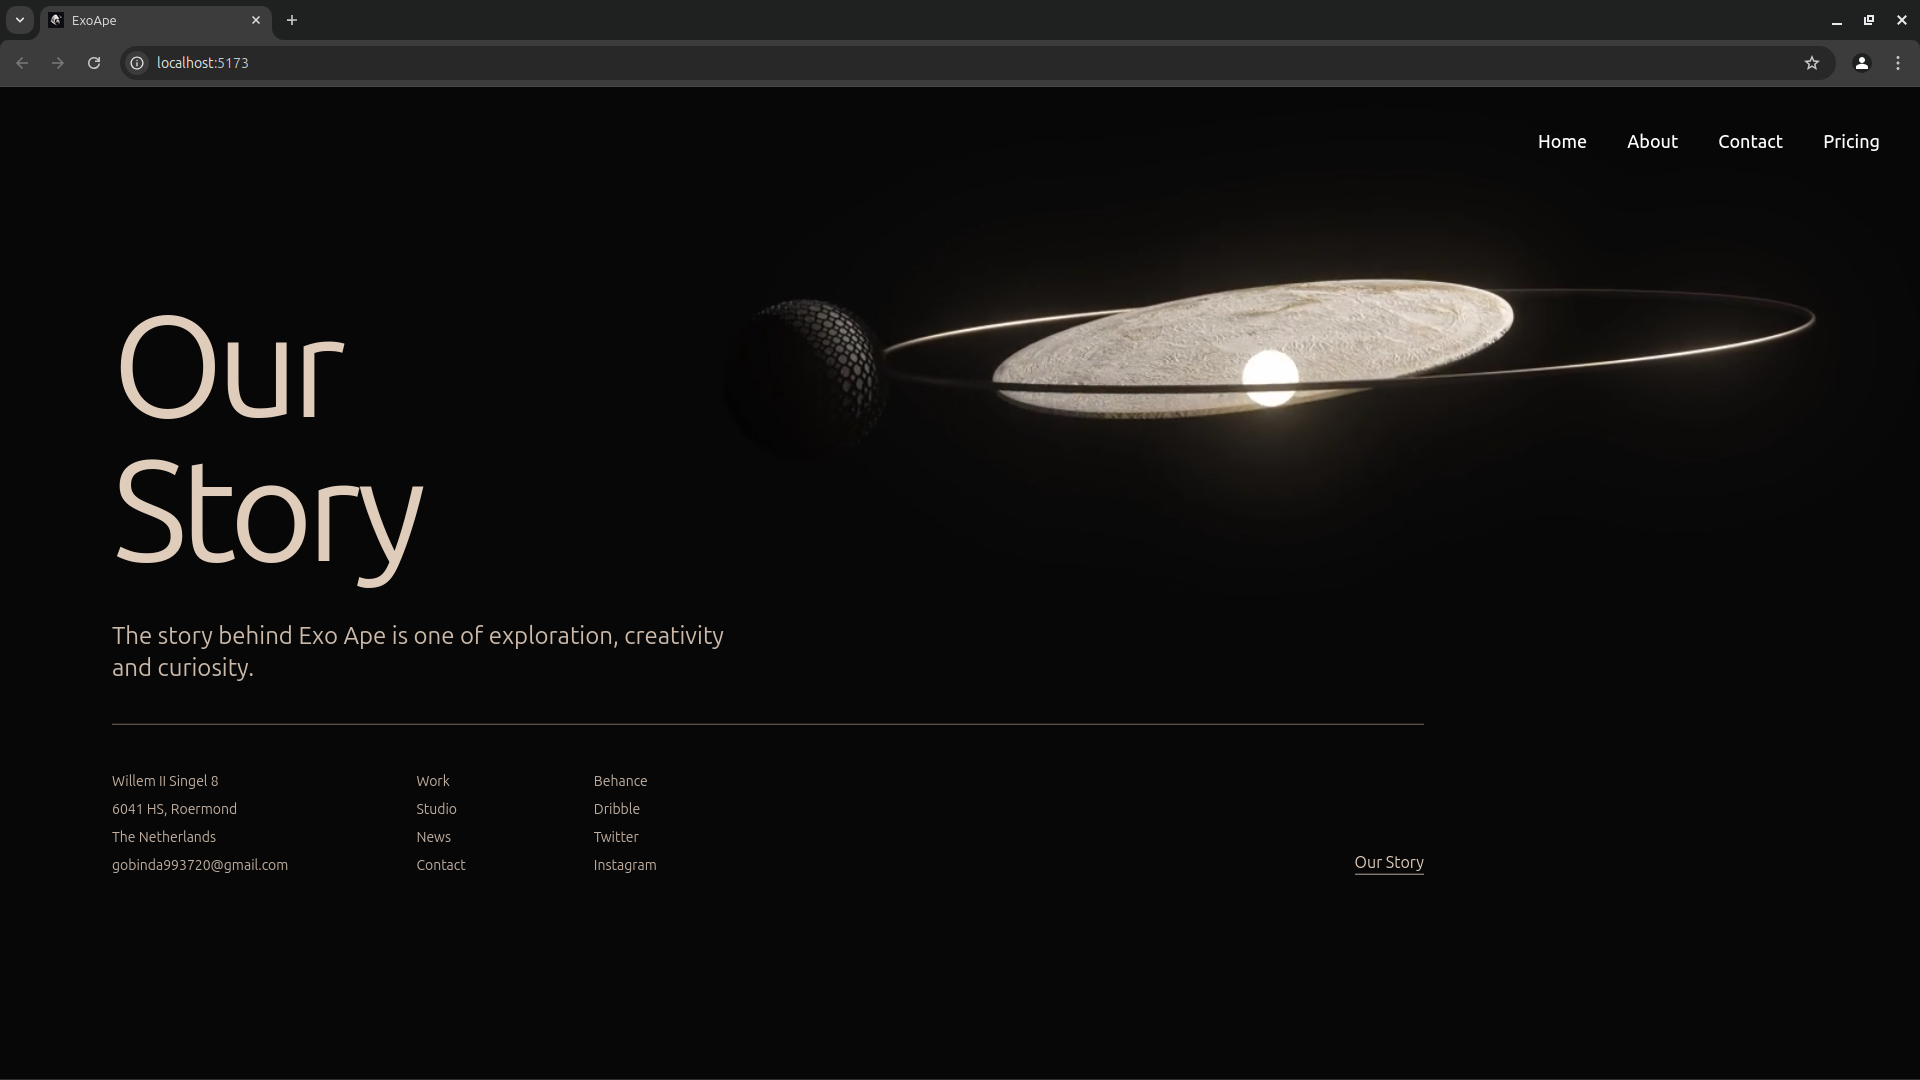 ExoApe
localhost:5173
Home About Contact Pricing
Our
Story
The story behind Exo Ape is one of exploration, creativity
and curiosity.
Willem II Singel 8
6041 HS, Roermond
The Netherlands
gobinda993720@gmail.com
Work
Studio
News
Contact
Behance
Dribble
Twitter
Instagram
Our Story